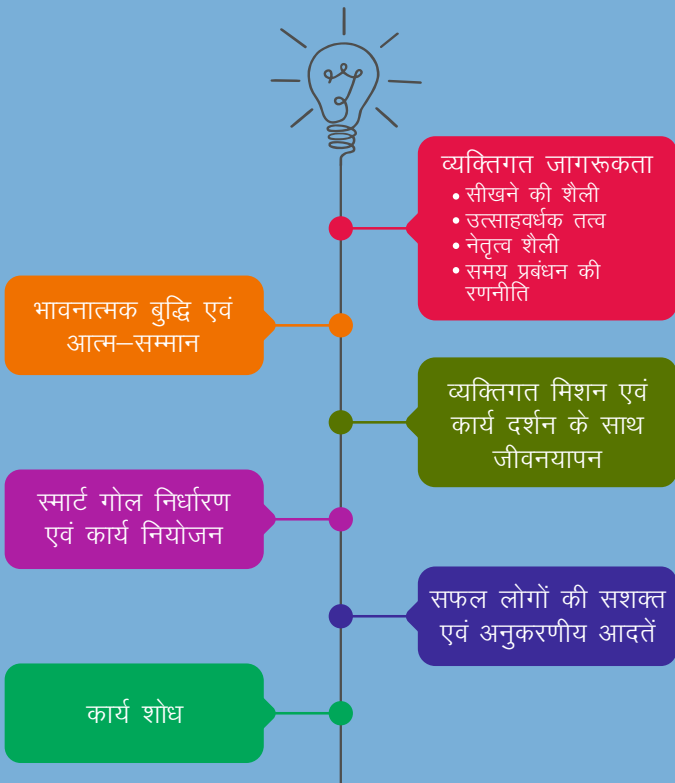 व्यक्तिगत जागरूकता
• सीखने की शैली
• उत्साहवर्धक तत्व
• नेतृत्व शैली
• समय प्रबंधन की
रणनीति
भावनात्मक बुद्धि एवं
आत्म–सम्मान
व्यक्तिगत मिशन एवं
कार्य दर्शन के साथ
जीवनयापन
स्मार्ट गोल निर्धारण
एवं कार्य नियोजन
सफल लोगों की सशक्त
एवं अनुकरणीय आदतें
कार्य शोध